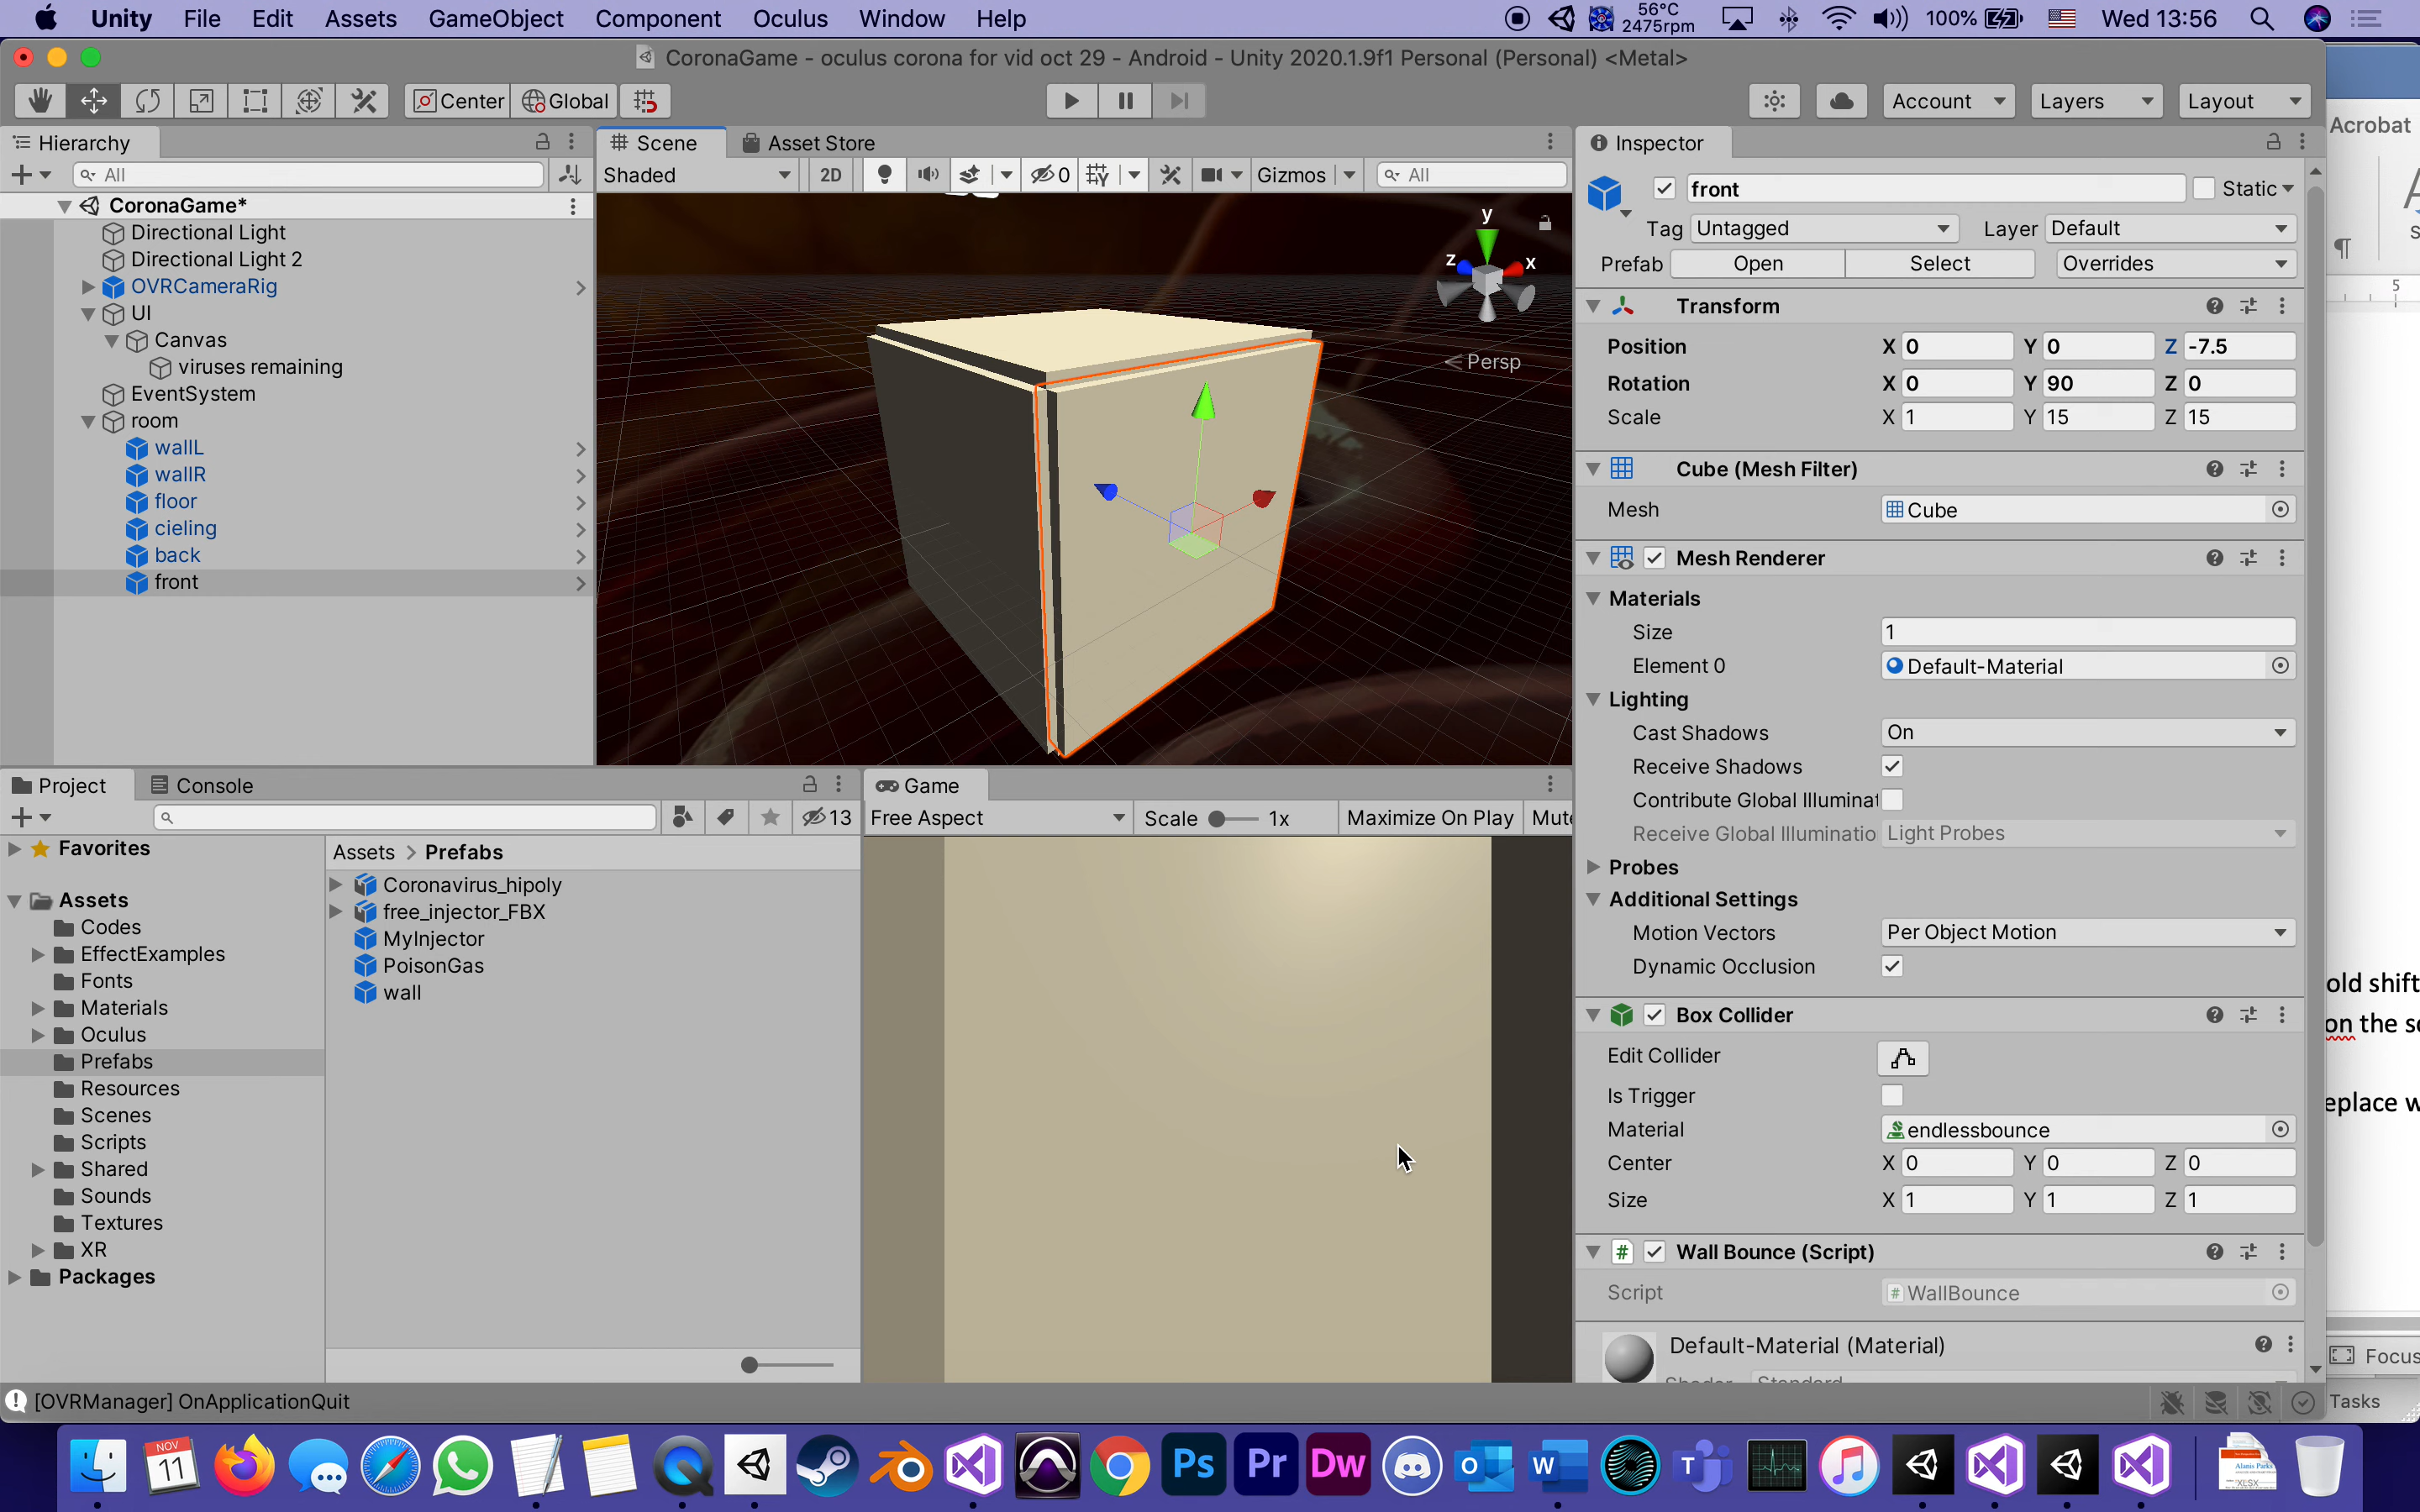 Unity File Edit Assets GameObject Component Oculus Window Help 56°C 2475rpm 100% Wed 13:56
CoronaGame - oculus corona for vid oct 29 - Android - Unity 2020.1.9f1 Personal (Personal) <Metal>
Center Global Account Layers Layout
Hierarchy
All
CoronaGame*
Directional Light
Directional Light 2
OVRCameraRig
UI
Canvas
viruses remaining
EventSystem
room
wallL
wallR
floor
cieling
back
front
Scene Asset Store
Shaded 2D 0 Gizmos All
y
z x
Persp
Inspector
front Static
Tag Untagged Layer Default
Prefab Open Select Overrides
Transform
Position X 0 Y 0 Z -7.5
Rotation X 0 Y 90 Z 0
Scale X 1 Y 15 Z 15
Cube (Mesh Filter)
Mesh Cube
Mesh Renderer
Materials
Size 1
Element 0 Default-Material
Lighting
Cast Shadows On
Receive Shadows
Contribute Global Illuminat
Receive Global Illuminatio Light Probes
Probes
Additional Settings
Motion Vectors Per Object Motion
Dynamic Occlusion
Box Collider
Edit Collider
Is Trigger
Material endlessbounce
Center X 0 Y 0 Z 0
Size X 1 Y 1 Z 1
Wall Bounce (Script)
Script WallBounce
Default-Material (Material)
Project Console
13
Favorites
Assets
Codes
EffectExamples
Fonts
Materials
Oculus
Prefabs
Resources
Scenes
Scripts
Shared
Sounds
Textures
XR
Packages
Assets > Prefabs
Coronavirus_hipoly
free_injector_FBX
MyInjector
PoisonGas
wall
Game
Free Aspect Scale 1x Maximize On Play Mute
[OVRManager] OnApplicationQuit
Acrobat
5
old shift
on the s
eplace w
Focus
Tasks
NOV
11
Ps Pr Dw O W T
Alanis Parks
XLSX